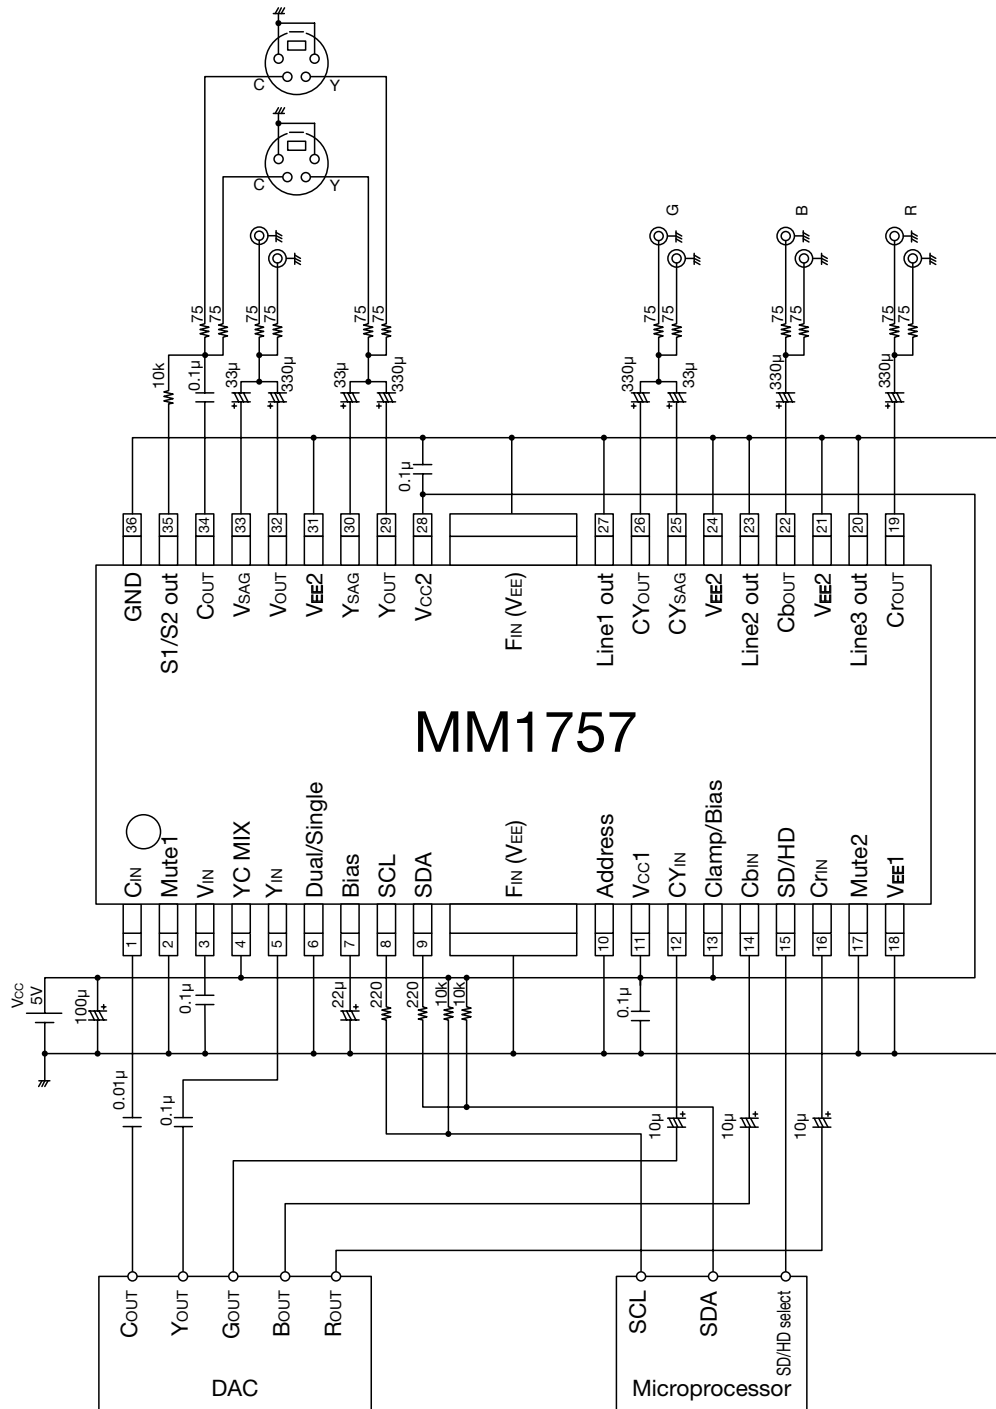 C Y
C Y
G
B
R
75
75
75
75
75
75
75
75
75
75
75
75
10k
0.1µ
33µ
330µ
33µ
330µ
330µ
33µ
330µ
330µ
0.1µ
36
35
34
33
32
31
30
29
28
27
26
25
24
23
22
21
20
19
GND
S1/S2 out
COUT
VSAG
VOUT
VEE2
YSAG
YOUT
VCC2
FIN (VEE)
Line1 out
CYOUT
CYSAG
VEE2
Line2 out
CbOUT
VEE2
Line3 out
CrOUT
MM1757
CIN
Mute1
VIN
YC MIX
YIN
Dual/Single
Bias
SCL
SDA
FIN (VEE)
Address
VCC1
CYIN
Clamp/Bias
CbIN
SD/HD
CrIN
Mute2
VEE1
1
2
3
4
5
6
7
8
9
10
11
12
13
14
15
16
17
18
VCC
5V
100µ
0.1µ
22µ
220
220
10k
10k
0.1µ
0.01µ
0.1µ
10µ
10µ
10µ
COUT
YOUT
GOUT
BOUT
ROUT
DAC
SCL
SDA
SD/HD select
Microprocessor